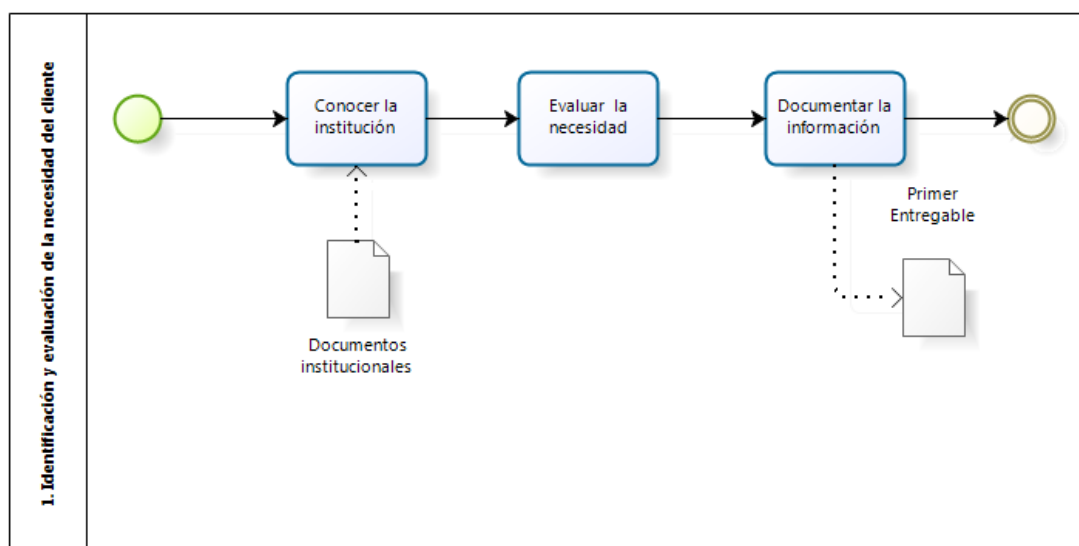 1. Identificación y evaluación de la necesidad del cliente
Conocer la
institución
Evaluar la
necesidad
Documentar la
información
Primer
Entregable
Documentos
institucionales